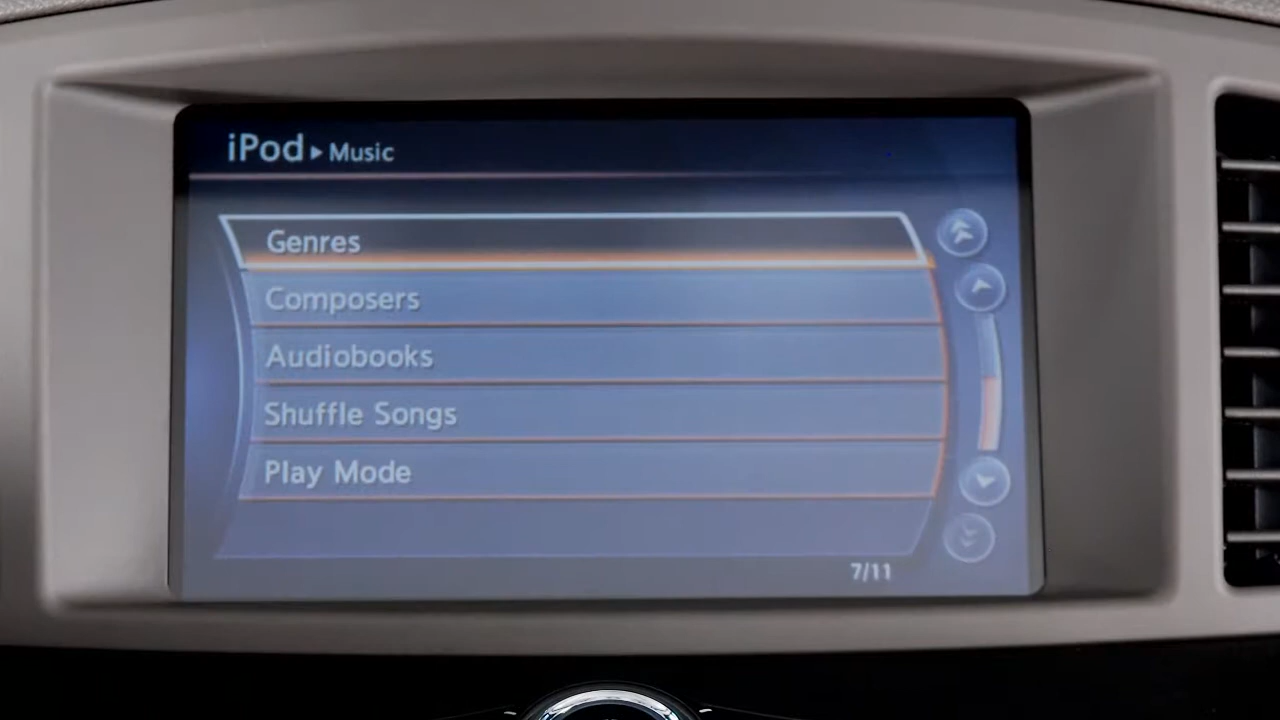 iPod ▸ Music
Genres
Composers
Audiobooks
Shuffle Songs
Play Mode
7/11